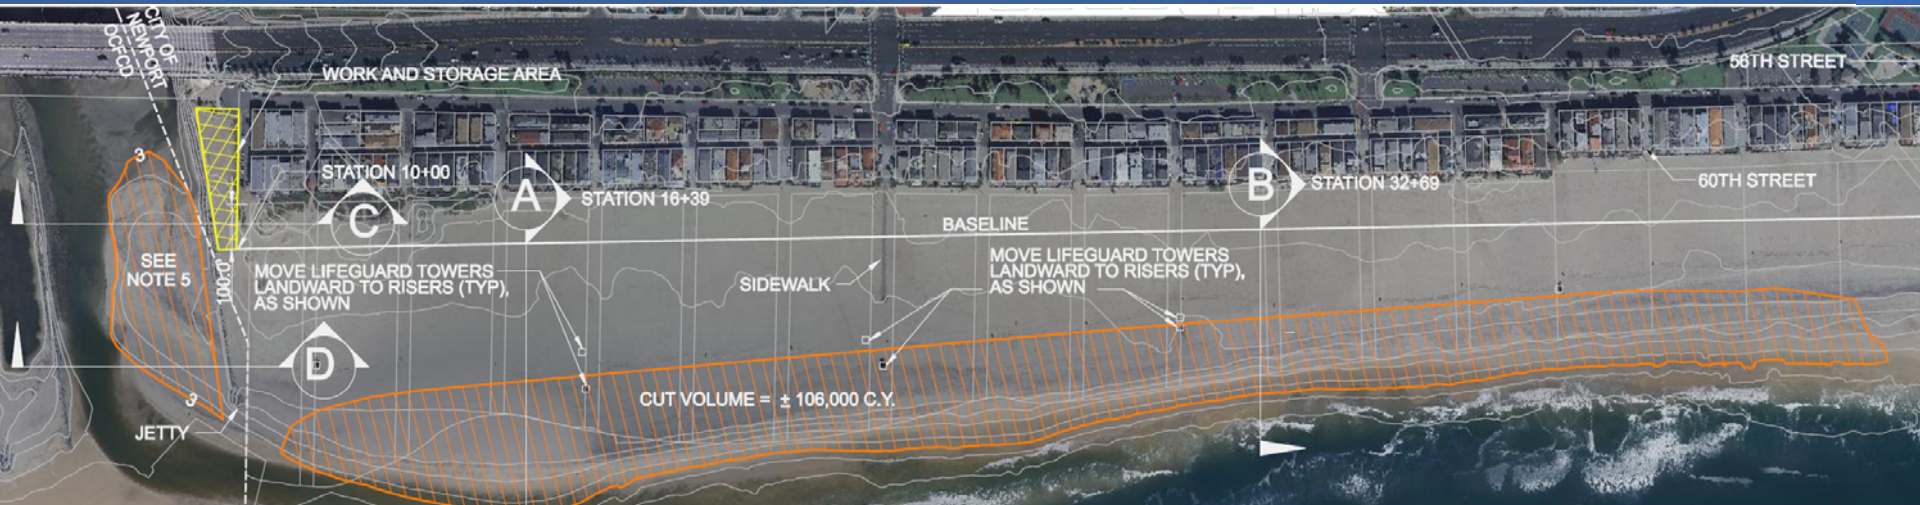 CITY OF
NEWPORT
OCFCD
WORK AND STORAGE AREA
56TH STREET
3
STATION 10+00
C
A
STATION 16+39
B
STATION 32+69
60TH STREET
BASELINE
SEE
NOTE 5
100.0'
MOVE LIFEGUARD TOWERS
LANDWARD TO RISERS (TYP),
AS SHOWN
SIDEWALK
MOVE LIFEGUARD TOWERS
LANDWARD TO RISERS (TYP),
AS SHOWN
D
3
CUT VOLUME = ± 106,000 C.Y.
JETTY